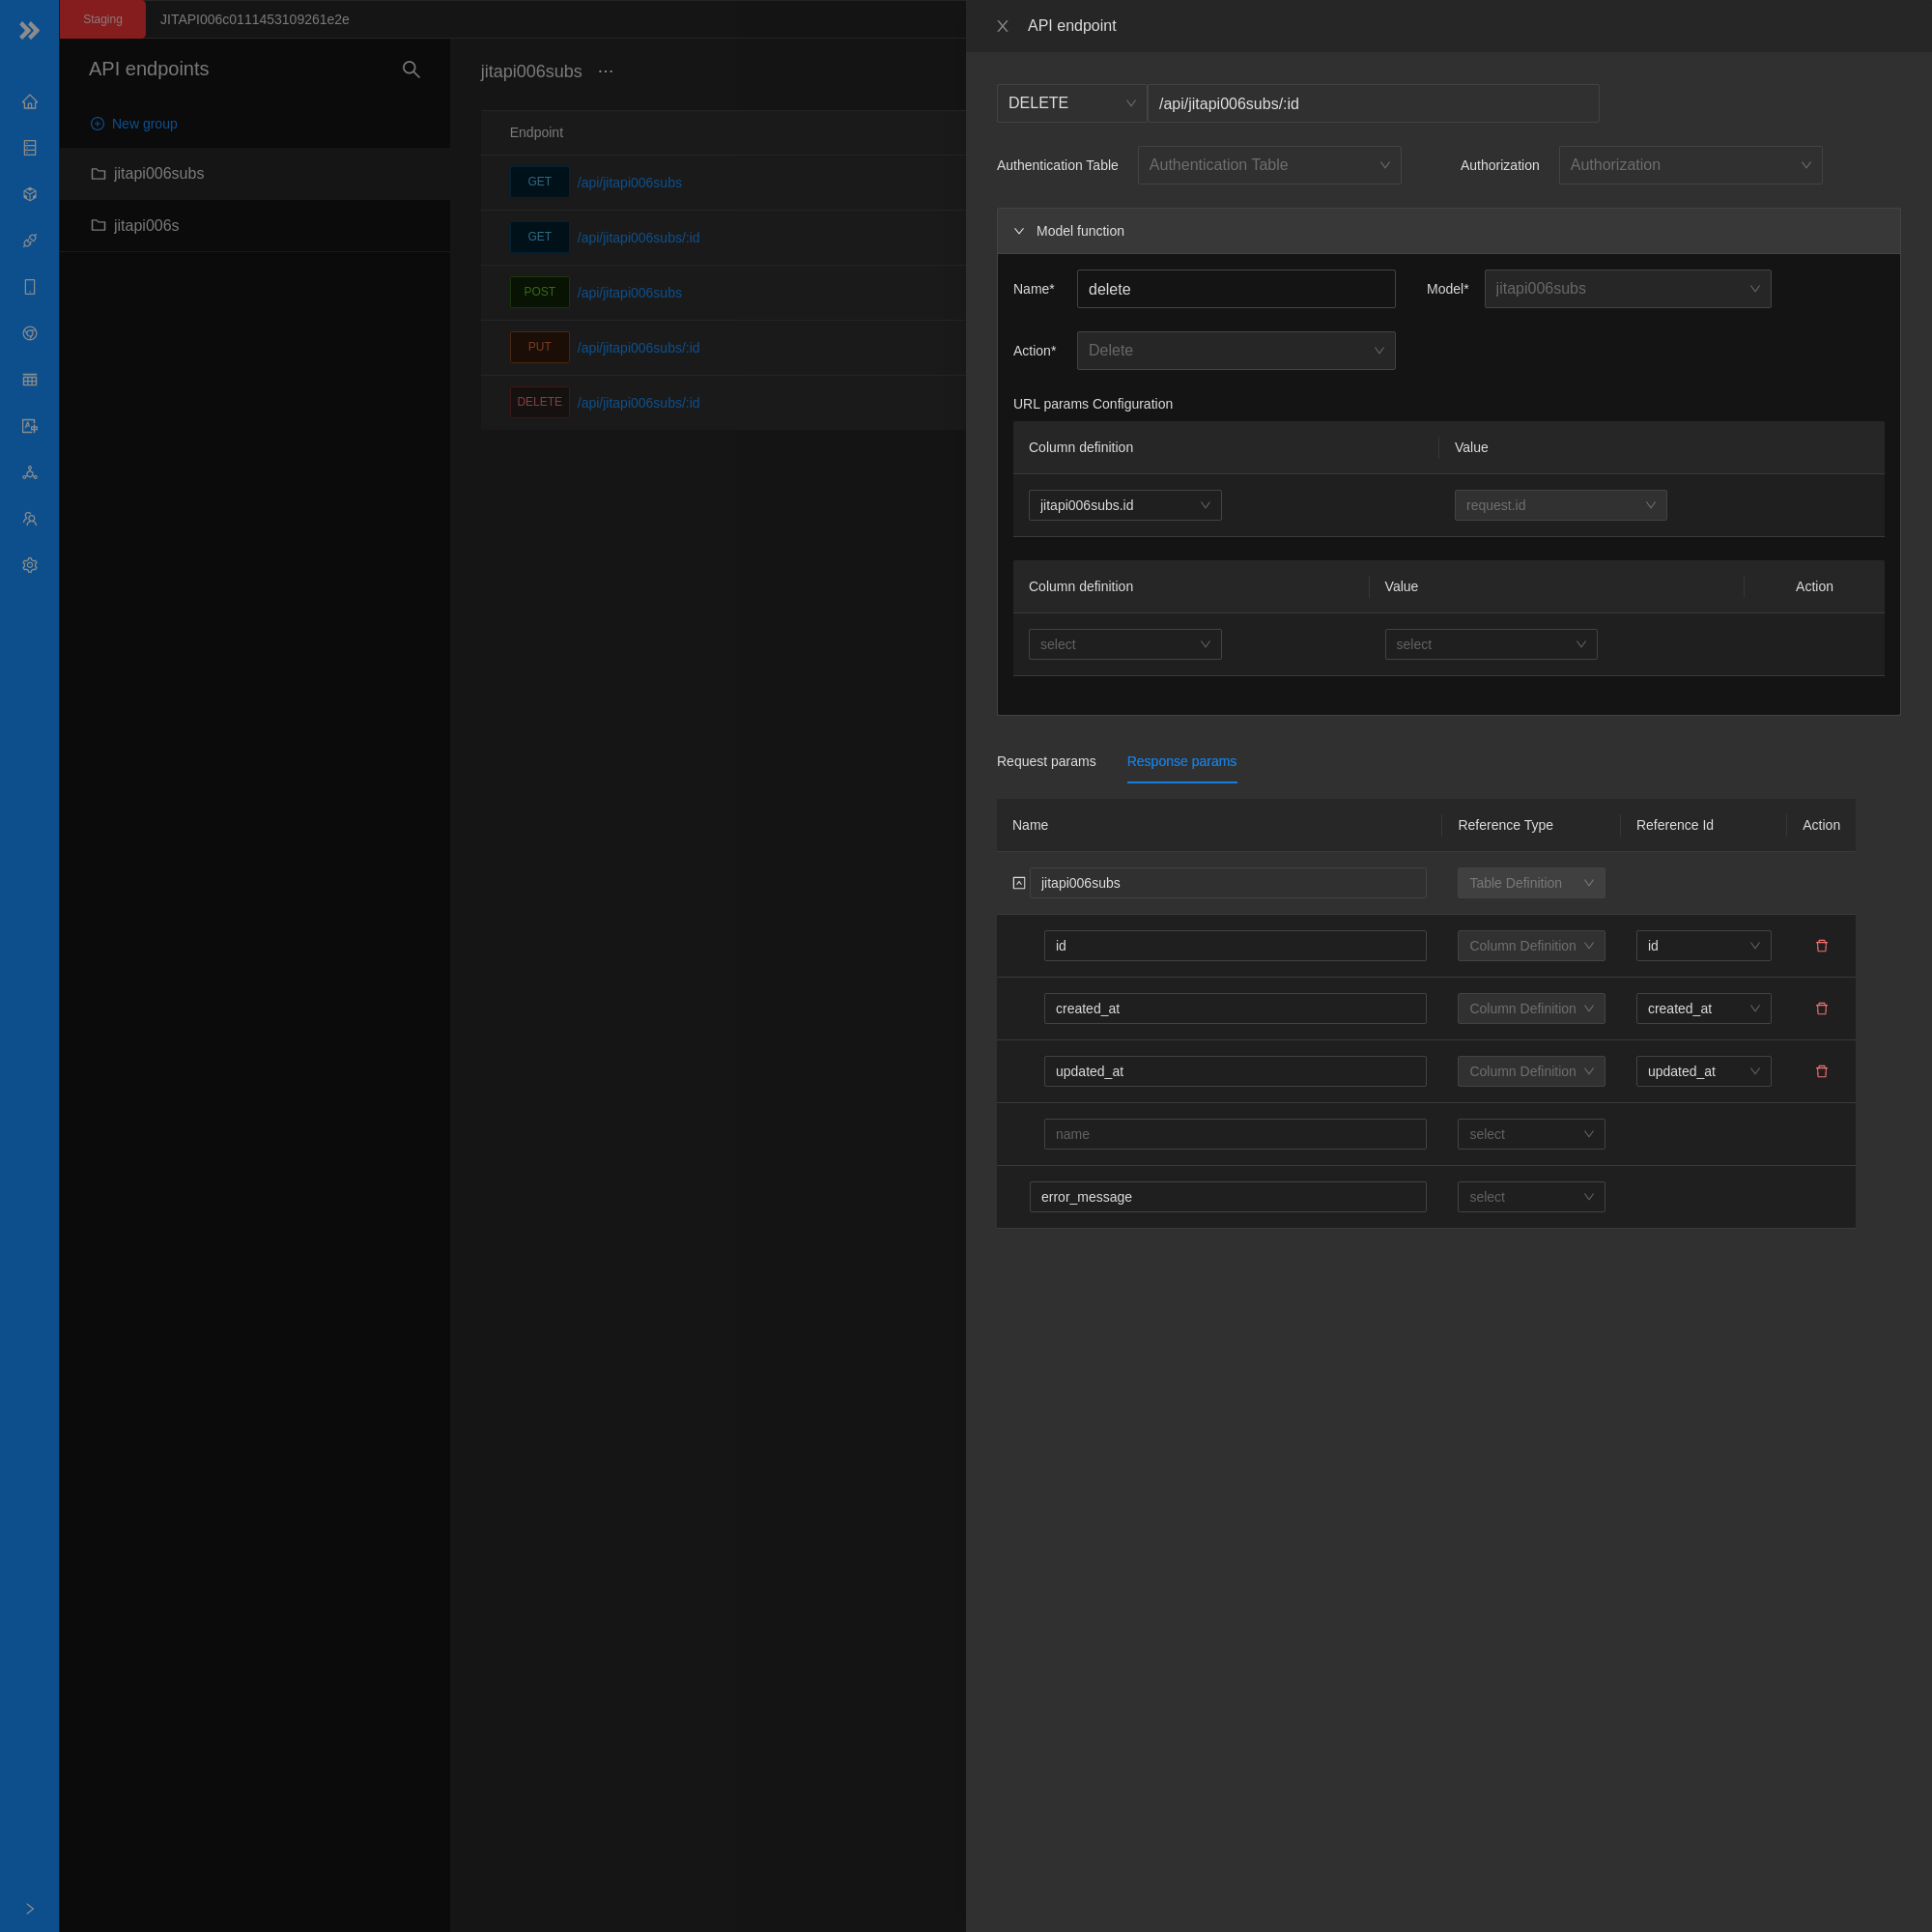 Staging
JITAPI006c0111453109261e2e
API endpoints
New group
jitapi006subs
jitapi006s
jitapi006subs ···
Endpoint
GET /api/jitapi006subs
GET /api/jitapi006subs/:id
POST /api/jitapi006subs
PUT /api/jitapi006subs/:id
DELETE /api/jitapi006subs/:id
API endpoint
DELETE /api/jitapi006subs/:id
Authentication Table Authentication Table Authorization Authorization
Model function
Name* delete Model* jitapi006subs
Action* Delete
URL params Configuration
Column definition Value
jitapi006subs.id request.id
Column definition Value Action
select select
Request params Response params
Name Reference Type Reference Id Action
jitapi006subs Table Definition
id Column Definition id
created_at Column Definition created_at
updated_at Column Definition updated_at
name select
error_message select